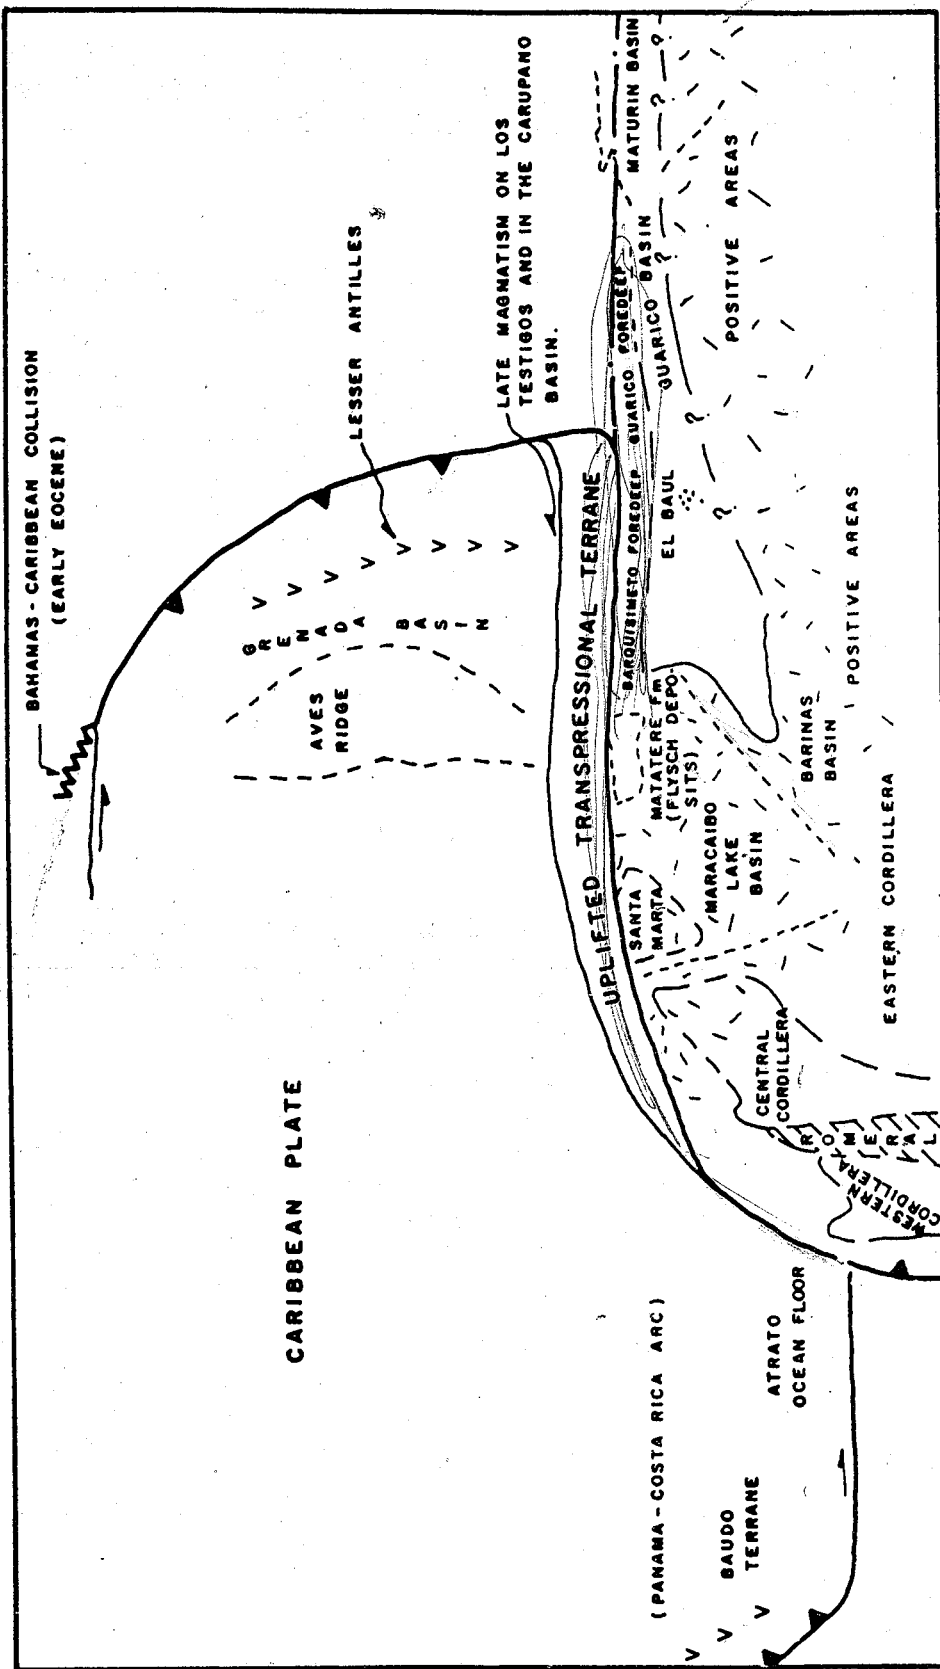 BAHAMAS - CARIBBEAN COLLISION
(EARLY EOCENE)
LESSER ANTILLES
LATE MAGNATISM ON LOS
TESTIGOS AND IN THE CARUPANO
BASIN.
GRENADA
BASIN
AVES
RIDGE
CARIBBEAN PLATE
UPLIFTED TRANSPRESSIONAL TERRANE
MATURIN BASIN
BARQUISIMETO FOREDEEP
GUARICO FOREDEEP
GUARICO BASIN
EL BAUL
POSITIVE AREAS
MATATERE Fm
(FLYSCH DEPO-
SITS)
SANTA
MARTA
MARACAIBO
LAKE
BASIN
BARINAS
BASIN
POSITIVE AREAS
EASTERN CORDILLERA
CENTRAL
CORDILLERA
ROMERAL
WESTERN
CORDILLERA
(PANAMA - COSTA RICA ARC)
ATRATO
OCEAN FLOOR
BAUDO
TERRANE